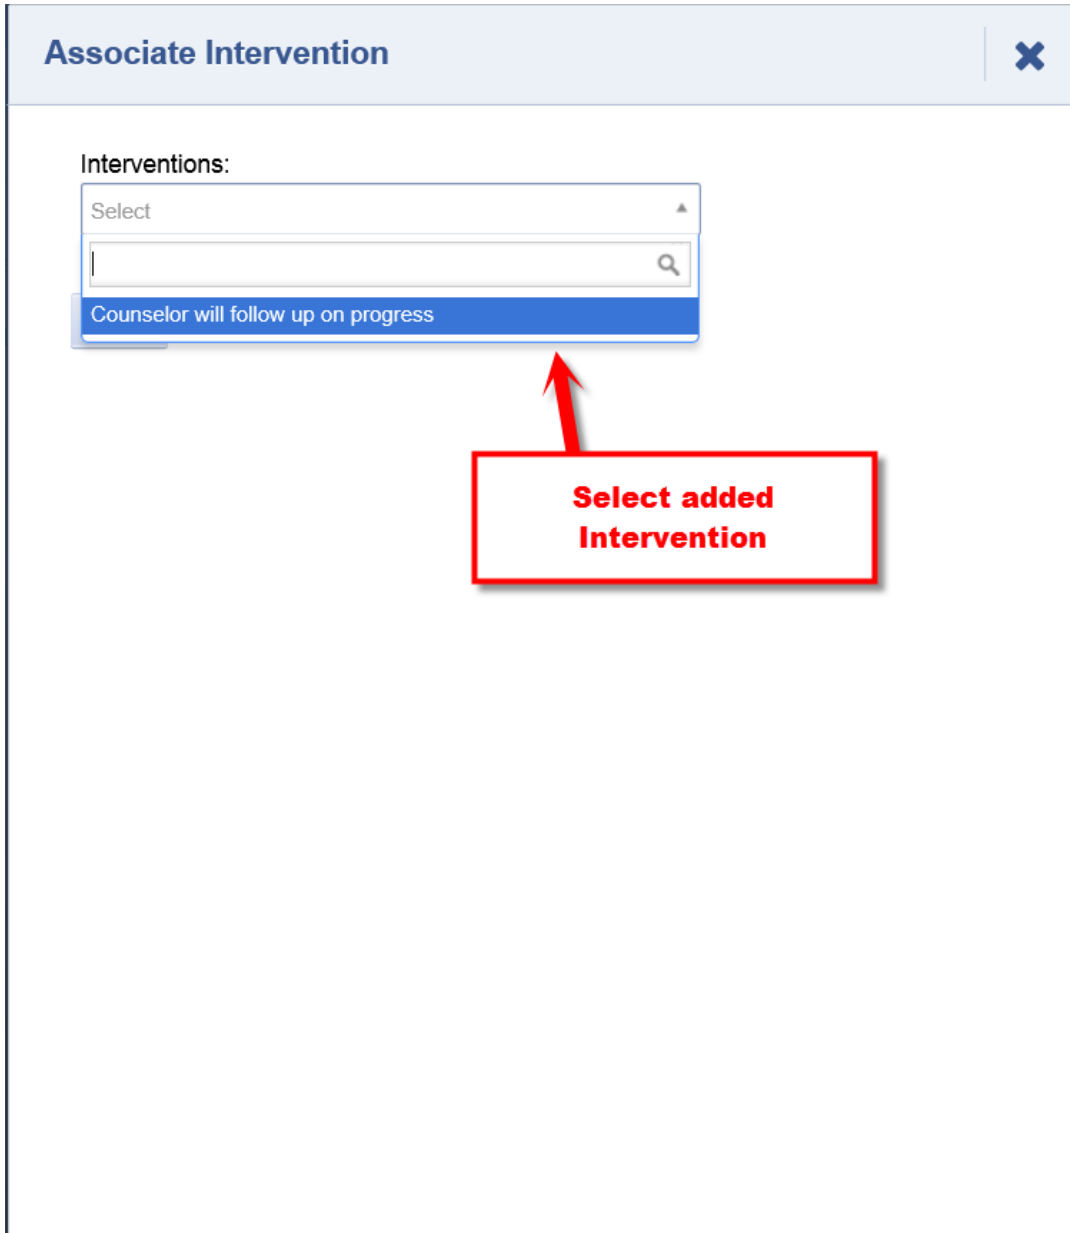 Associate Intervention
Interventions:
Select
Counselor will follow up on progress
Select added
Intervention